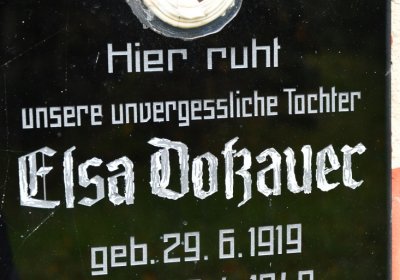 Hier ruht
unsere unvergessliche Tochter
Elsa Dotzauer
geb. 29. 6. 1919